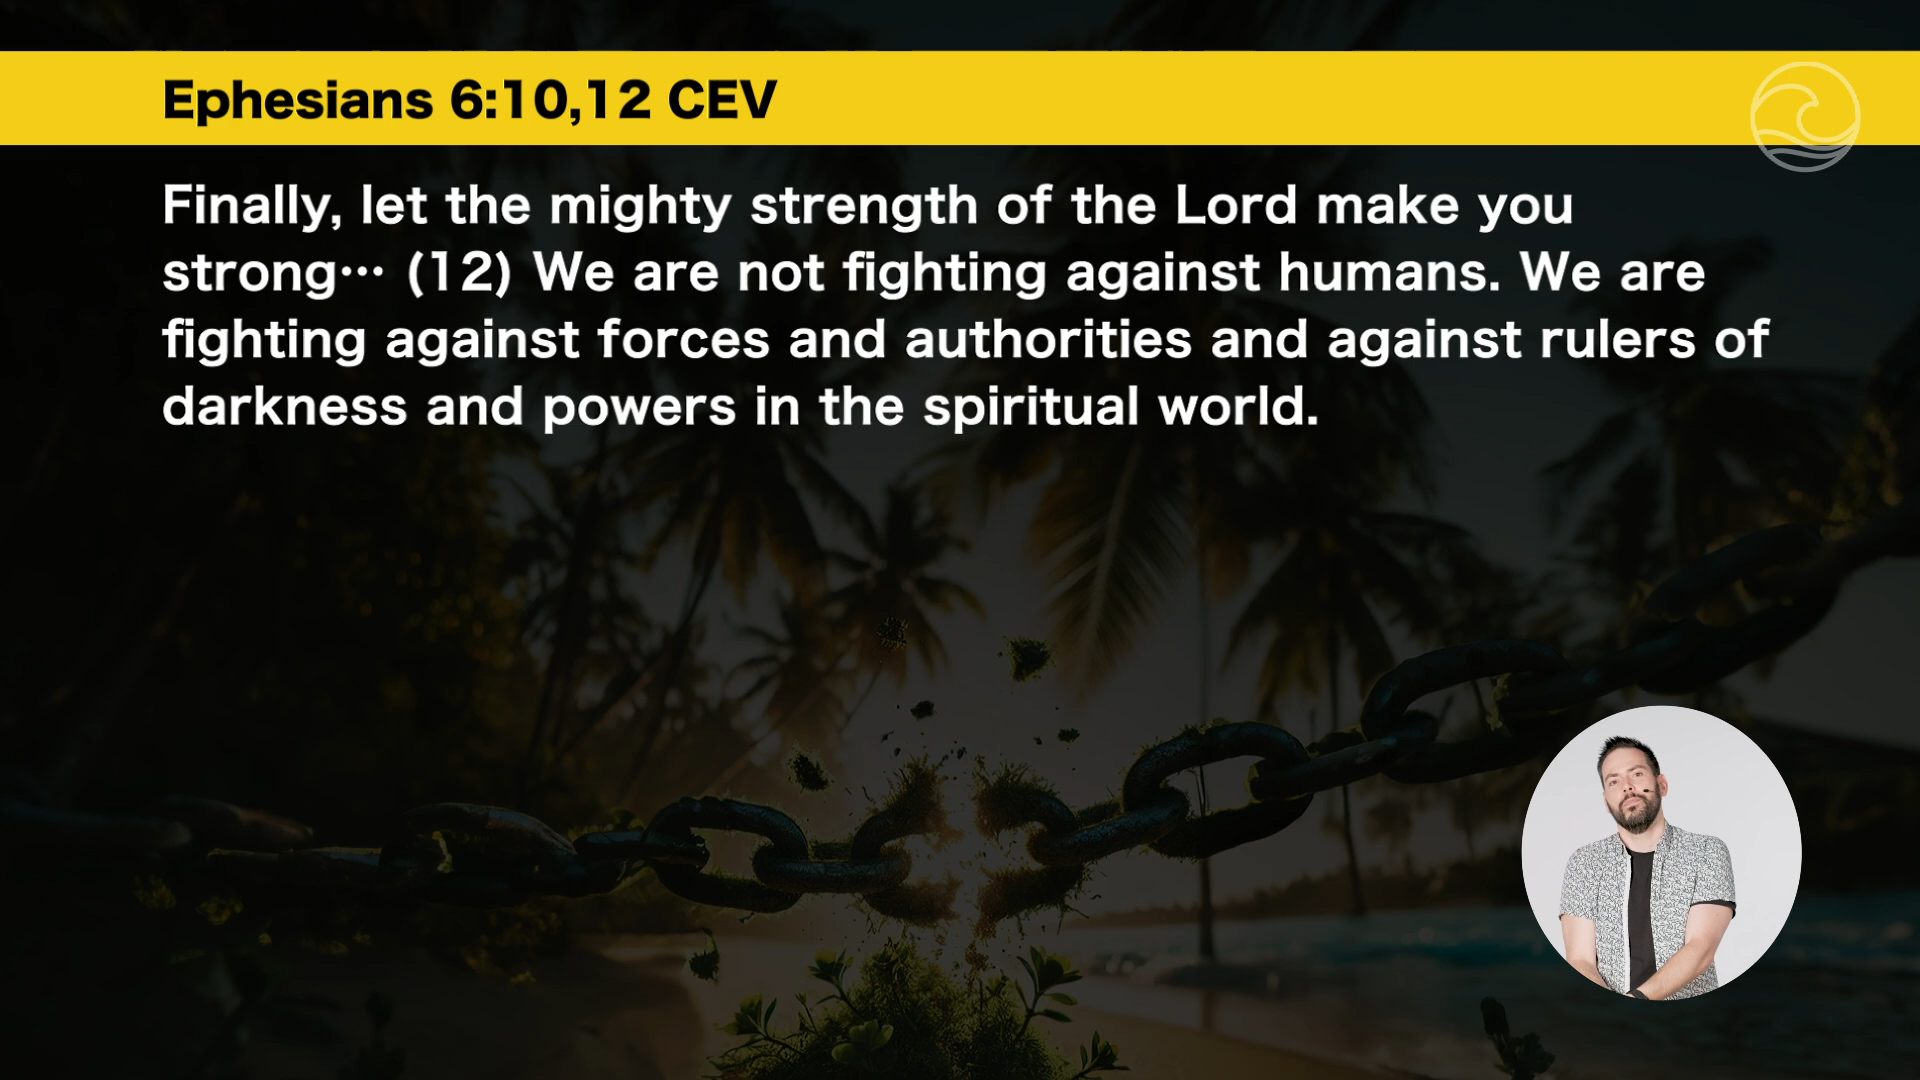 Ephesians 6:10,12 CEV
Finally, let the mighty strength of the Lord make you
strong··· (12) We are not fighting against humans. We are
fighting against forces and authorities and against rulers of
darkness and powers in the spiritual world.